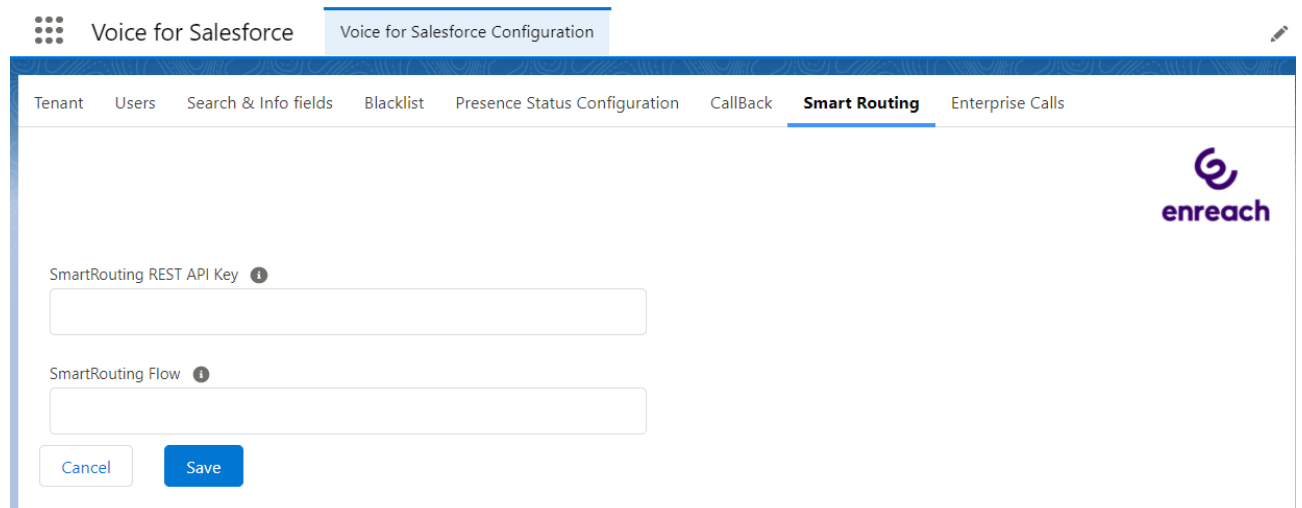 Voice for Salesforce Voice for Salesforce Configuration
Tenant Users Search & Info fields Blacklist Presence Status Configuration CallBack Smart Routing Enterprise Calls
enreach
SmartRouting REST API Key
SmartRouting Flow
Cancel Save